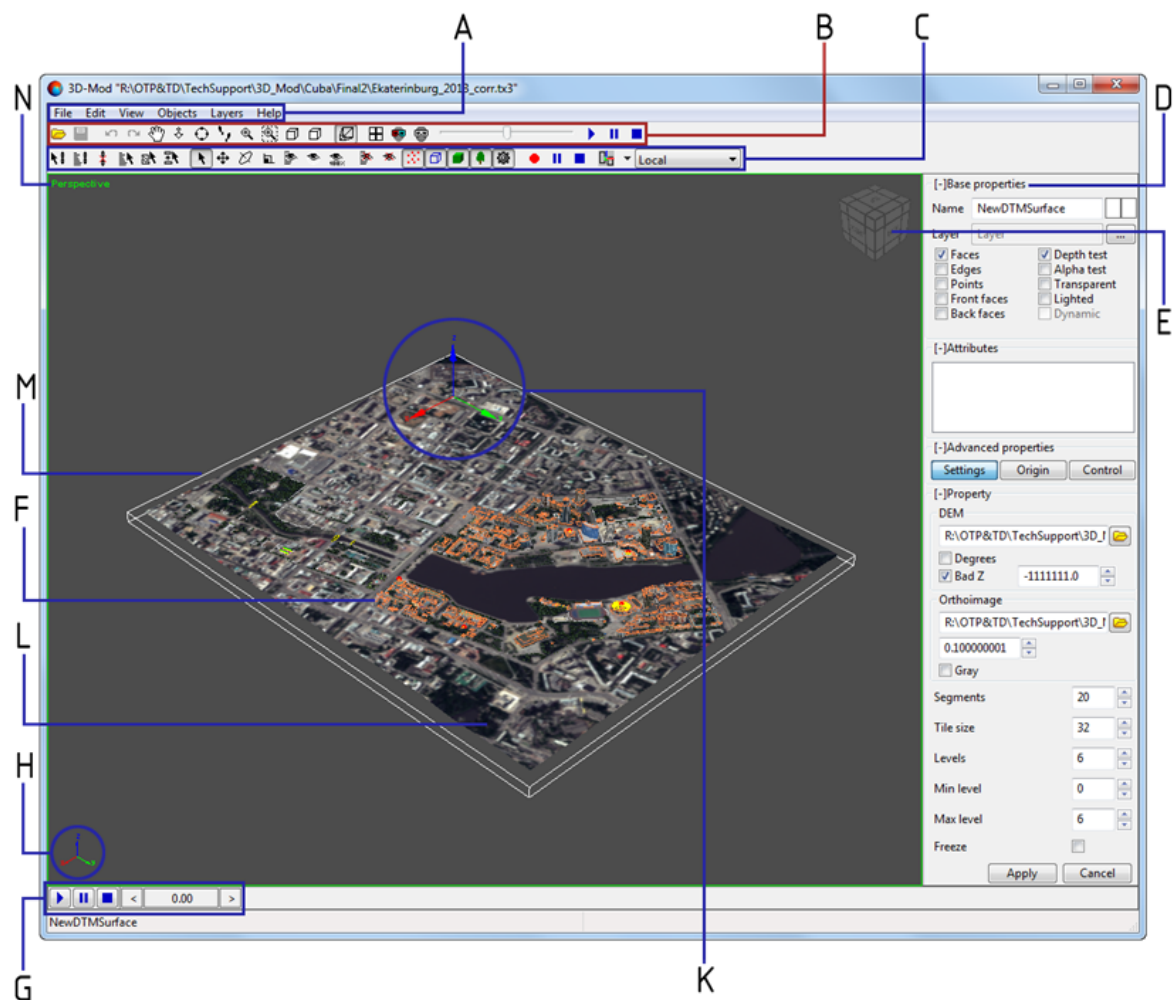 A
B
C
N
3D-Mod "R:\OTP&TD\TechSupport\3D_Mod\Cuba\Final2\Ekaterinburg_2013_corr.tx3"
D
File Edit View Objects Layers Help
Local
Perspective
[-]Base properties
Name NewDTMSurface
Layer Layer ...
E
Faces Depth test
Edges Alpha test
Points Transparent
Front faces Lighted
Back faces Dynamic
z
[-]Attributes
M
[-]Advanced properties
Settings Origin Control
F
[-]Property
DEM
R:\OTP&TD\TechSupport\3D_
Degrees
Bad Z -1111111.0
Orthoimage
R:\OTP&TD\TechSupport\3D_
0.100000001
Gray
L
Segments 20
Tile size 32
Levels 6
H
Min level 0
z
Max level 6
Freeze
Apply Cancel
< 0.00 >
NewDTMSurface
G
K